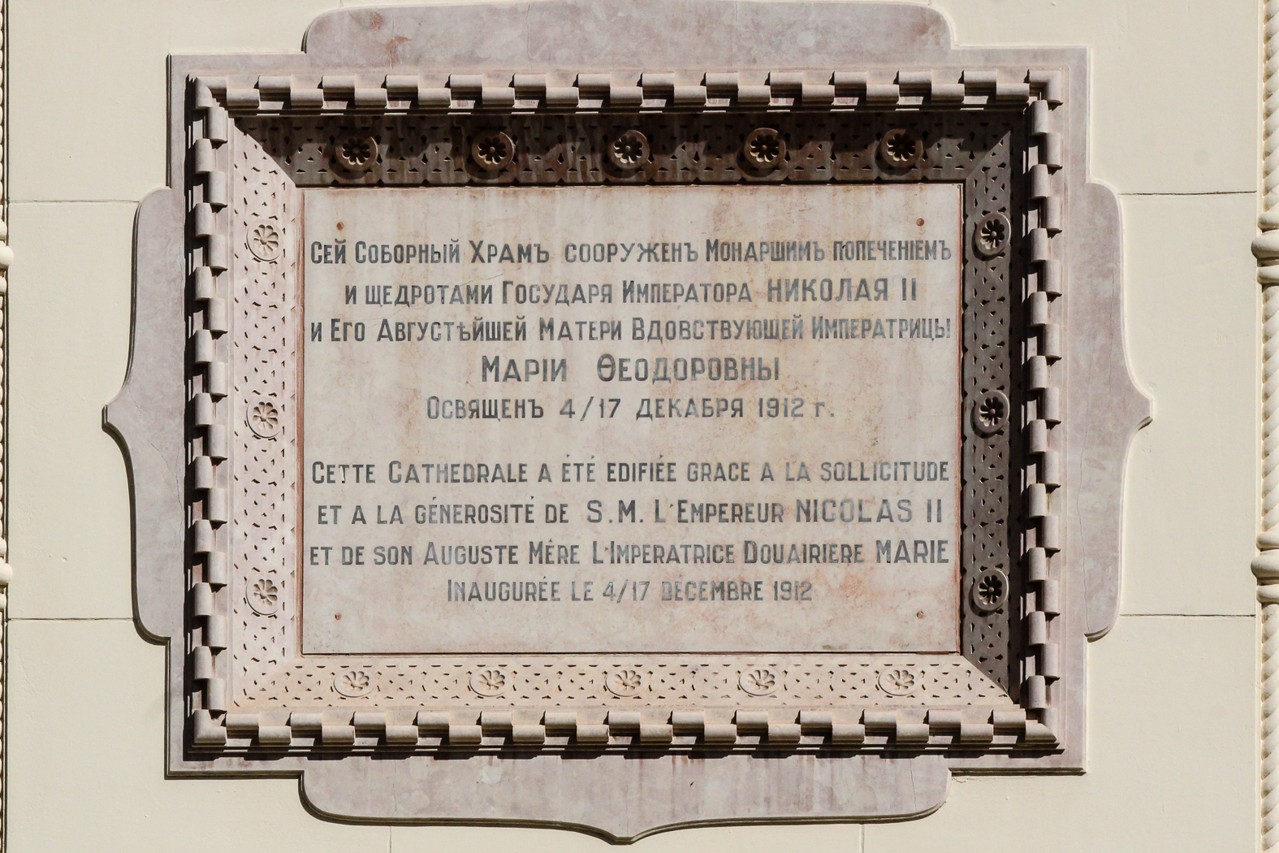 Сей Соборный Храмъ сооруженъ Монаршимъ попеченіемъ
и щедротами Государя Императора НИКОЛАЯ II
и Его Августѣйшей Матери Вдовствующей Императрицы
МАРІИ ѲЕОДОРОВНЫ
Освященъ 4/17 декабря 1912 г.
Cette Cathedrale a été edifiée grace a la sollicitude
et a la génerosité de S.M. L'Empereur NICOLAS II
et de son Auguste Mére L'Imperatrice Douairiere MARIE
Inaugurée le 4/17 décembre 1912